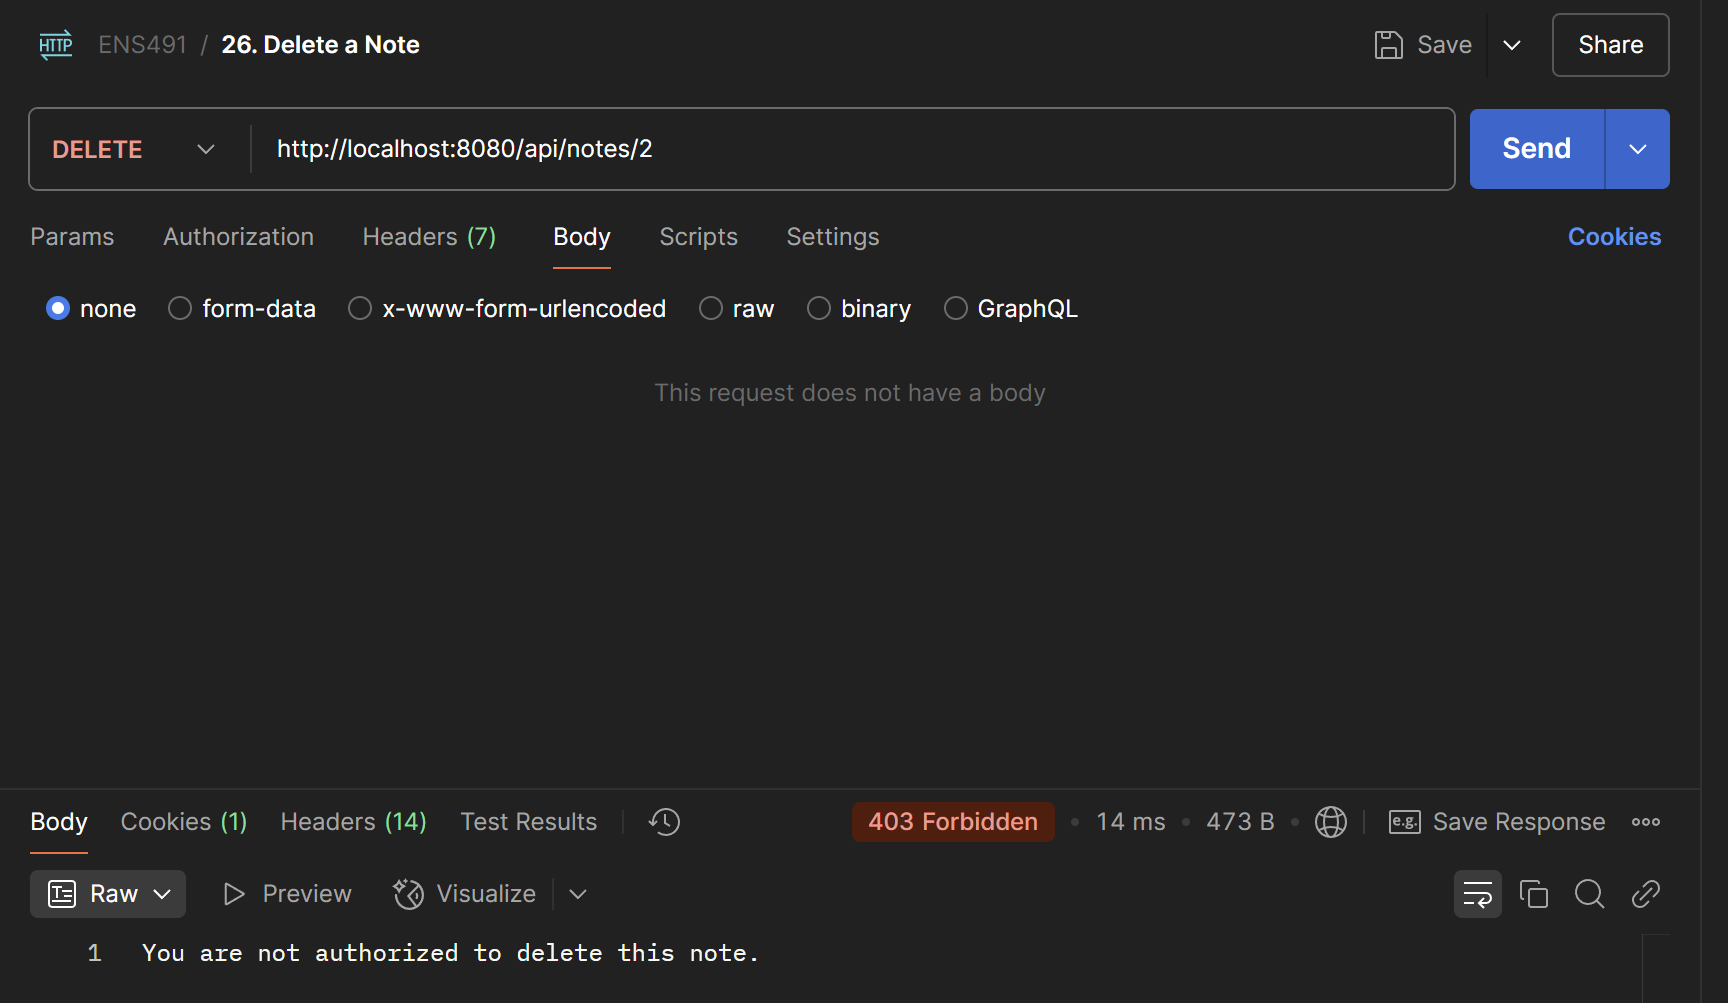 HTTP ENS491 / 26. Delete a Note Save Share
DELETE http://localhost:8080/api/notes/2 Send
Params Authorization Headers (7) Body Scripts Settings Cookies
none form-data x-www-form-urlencoded raw binary GraphQL
This request does not have a body
Body Cookies (1) Headers (14) Test Results 403 Forbidden • 14 ms • 473 B • e.g. Save Response
Raw Preview Visualize
1 You are not authorized to delete this note.